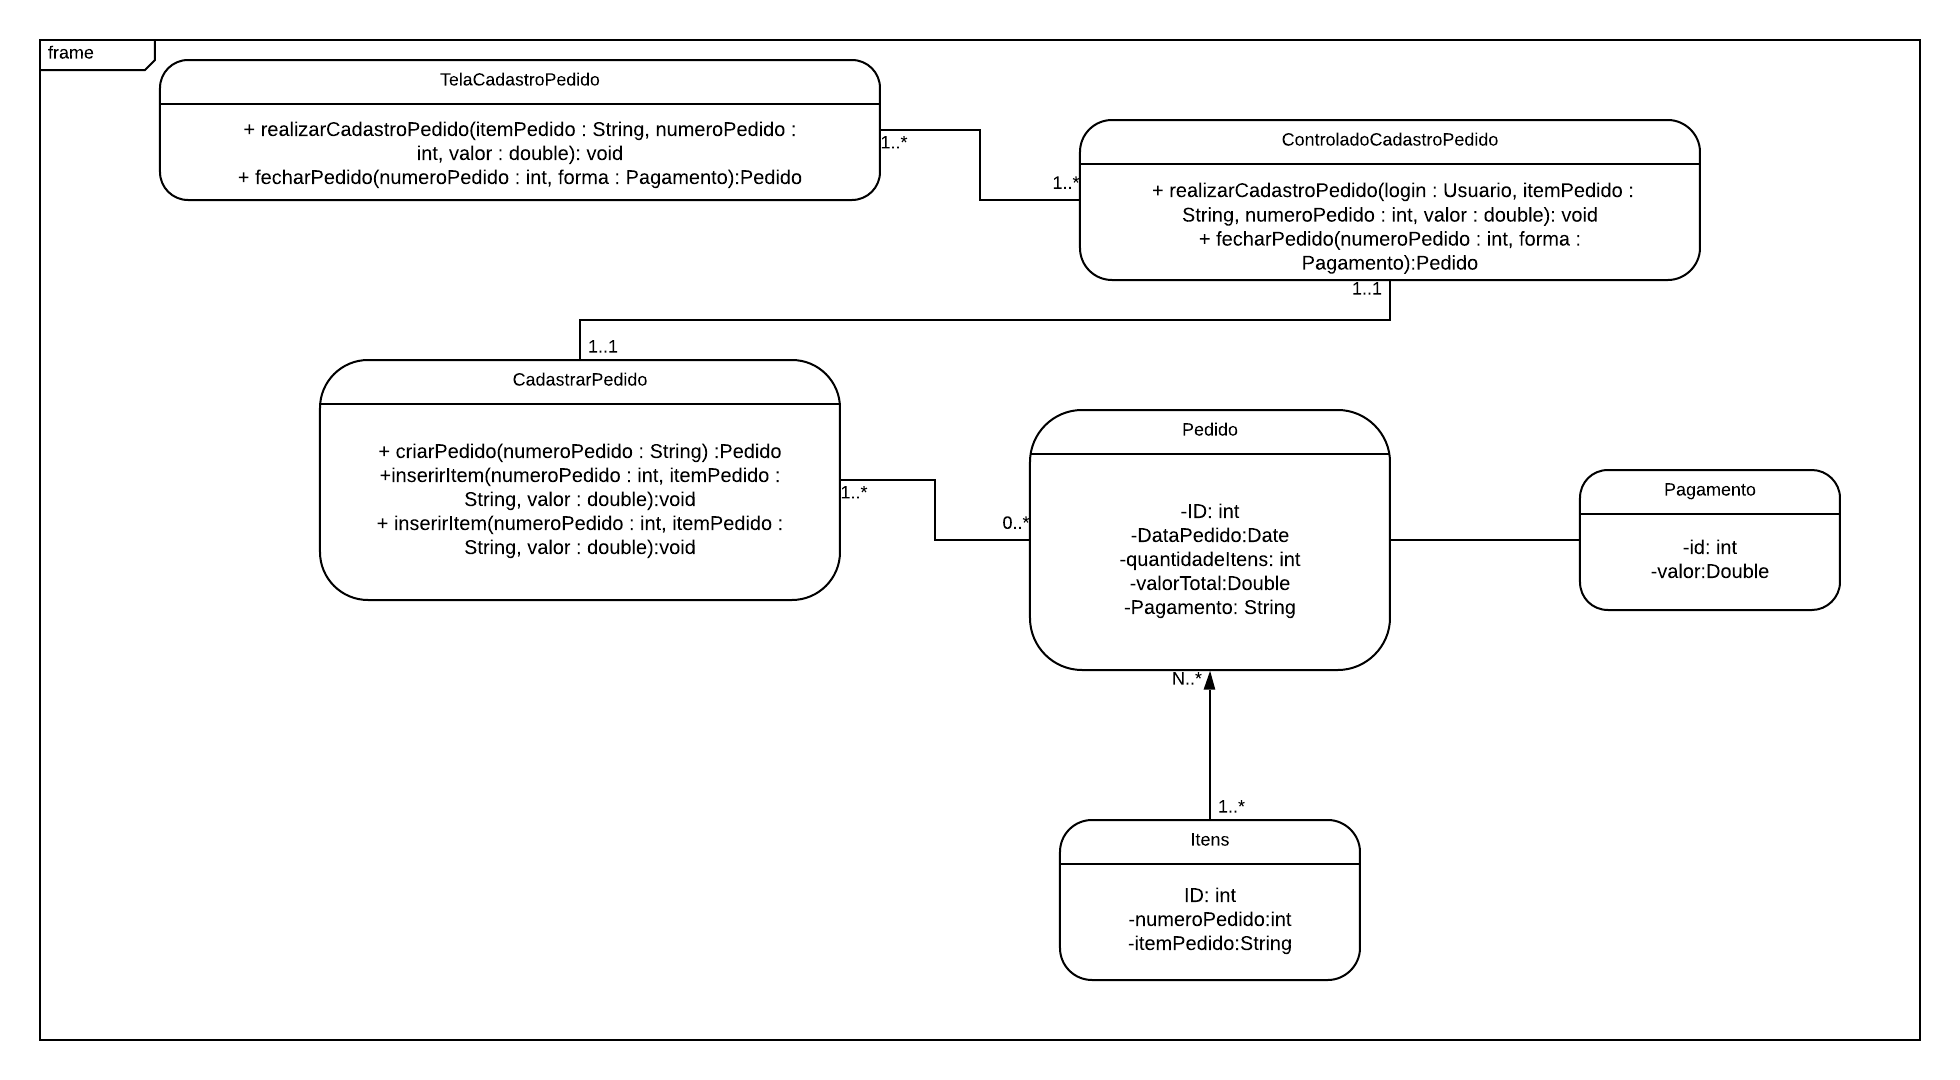 frame
TelaCadastroPedido
+ realizarCadastroPedido(itemPedido : String, numeroPedido :
int, valor : double): void
+ fecharPedido(numeroPedido : int, forma : Pagamento):Pedido
1..*
1..*
ControladoCadastroPedido
+ realizarCadastroPedido(login : Usuario, itemPedido :
String, numeroPedido : int, valor : double): void
+ fecharPedido(numeroPedido : int, forma :
Pagamento):Pedido
1..1
1..1
CadastrarPedido
+ criarPedido(numeroPedido : String) :Pedido
+inserirItem(numeroPedido : int, itemPedido :
String, valor : double):void
+ inserirItem(numeroPedido : int, itemPedido :
String, valor : double):void
1..*
0..*
Pedido
-ID: int
-DataPedido:Date
-quantidadeItens: int
-valorTotal:Double
-Pagamento: String
Pagamento
-id: int
-valor:Double
N..*
1..*
Itens
ID: int
-numeroPedido:int
-itemPedido:String